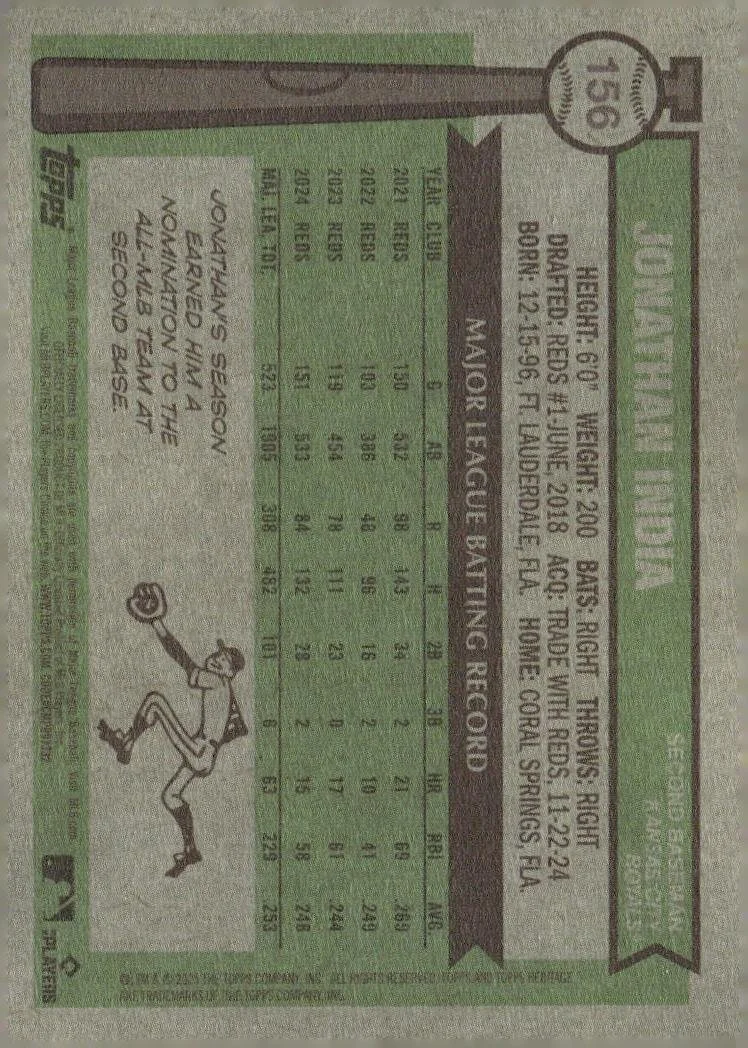 156
JONATHAN INDIA
SECOND BASEMAN
KANSAS CITY
ROYALS
HEIGHT: 6'0" WEIGHT: 200 BATS: RIGHT THROWS: RIGHT
DRAFTED: REDS #1-JUNE, 2018 ACQ: TRADE WITH REDS, 11-22-24
BORN: 12-15-96, FT. LAUDERDALE, FLA. HOME: CORAL SPRINGS, FLA.
MAJOR LEAGUE BATTING RECORD
YEAR CLUB G AB R H 2B 3B HR RBI AVG.
2021 REDS 150 532 98 143 34 2 21 69 .269
2022 REDS 103 386 48 96 16 2 10 41 .249
2023 REDS 119 454 78 111 23 0 17 61 .244
2024 REDS 151 533 84 132 28 2 15 58 .248
MAJ. LEA. TOT. 523 1905 308 482 101 6 63 229 .253
JONATHAN'S SEASON
EARNED HIM A
NOMINATION TO THE
ALL-MLB TEAM AT
SECOND BASE.
TOPPS
PLAYERS
® & © 2025 THE TOPPS COMPANY, INC. ALL RIGHTS RESERVED. TOPPS AND TOPPS HERITAGE
ARE TRADEMARKS OF THE TOPPS COMPANY, INC.